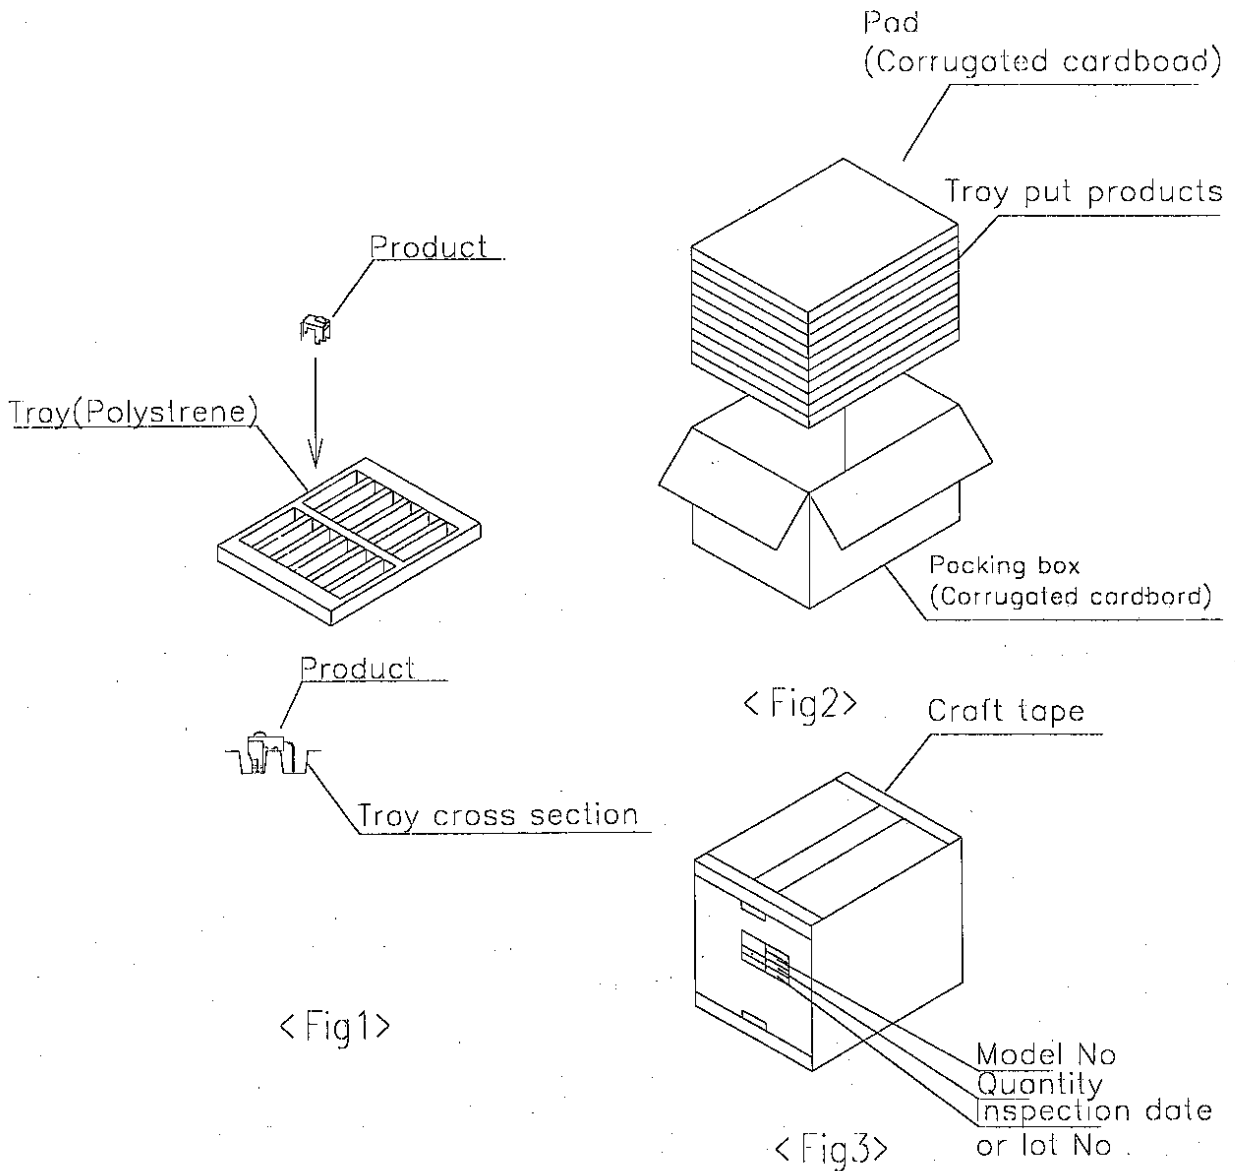 Product
Tray(Polystrene)
Product
Tray cross section
<Fig1>
Pad
(Corrugated cardboad)
Tray put products
Packing box
(Corrugated cardbord)
<Fig2>
Craft tape
Model No
Quantity
Inspection date
or lot No
<Fig3>